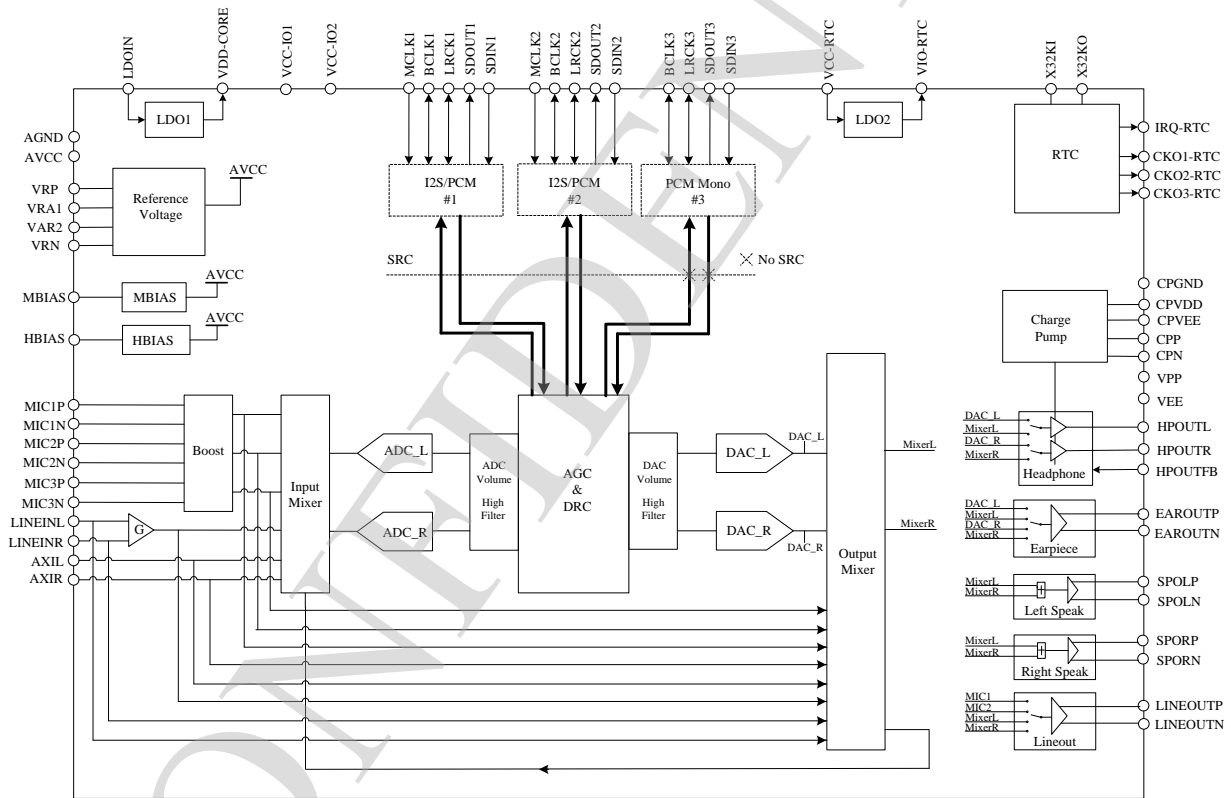 LDOIN
VDD-CORE
VCC-IO1
VCC-IO2
MCLK1
BCLK1
LRCK1
SDOUT1
SDIN1
MCLK2
BCLK2
LRCK2
SDOUT2
SDIN2
BCLK3
LRCK3
SDOUT3
SDIN3
VCC-RTC
VIO-RTC
X32KI
X32KO
LDO1
LDO2
AGND
AVCC
VRP
VRA1
VAR2
VRN
Reference
Voltage
AVCC
I2S/PCM
#1
I2S/PCM
#2
PCM Mono
#3
RTC
IRQ-RTC
CKO1-RTC
CKO2-RTC
CKO3-RTC
SRC
No SRC
MBIAS
MBIAS
AVCC
HBIAS
HBIAS
AVCC
Charge
Pump
CPGND
CPVDD
CPVEE
CPP
CPN
VPP
VEE
MIC1P
MIC1N
MIC2P
MIC2N
MIC3P
MIC3N
LINEINL
LINEINR
AXIL
AXIR
Boost
G
Input
Mixer
ADC_L
ADC_R
ADC
Volume
High
Filter
AGC
&
DRC
DAC
Volume
High
Filter
DAC_L
DAC_R
DAC_L
DAC_R
Output
Mixer
MixerL
MixerR
DAC_L
MixerL
DAC_R
MixerR
Headphone
HPOUTL
HPOUTR
HPOUTFB
DAC_L
MixerL
DAC_R
MixerR
Earpiece
EAROUTP
EAROUTN
MixerL
MixerR
Left Speak
SPOLP
SPOLN
MixerL
MixerR
Right Speak
SPORP
SPORN
MIC1
MIC2
MixerL
MixerR
Lineout
LINEOUTP
LINEOUTN
ONFIDEN